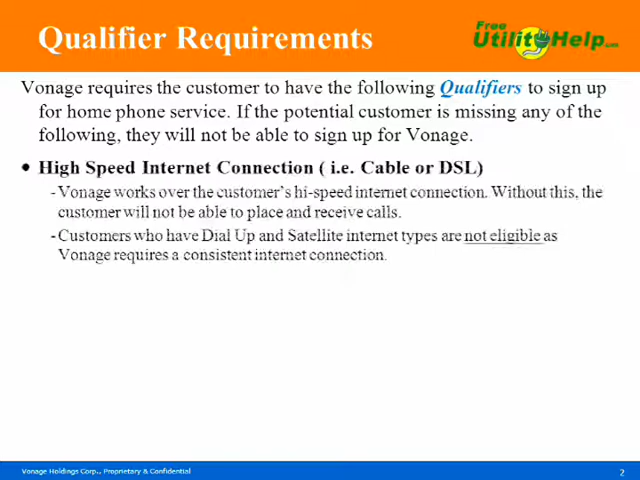 Qualifier Requirements
Free
UtilityHelp.com
Vonage requires the customer to have the following Qualifiers to sign up
for home phone service. If the potential customer is missing any of the
following, they will not be able to sign up for Vonage.
• High Speed Internet Connection ( i.e. Cable or DSL)
- Vonage works over the customer's hi-speed internet connection. Without this, the
customer will not be able to place and receive calls.
- Customers who have Dial Up and Satellite internet types are not eligible as
Vonage requires a consistent internet connection.
Vonage Holdings Corp., Proprietary & Confidential
2